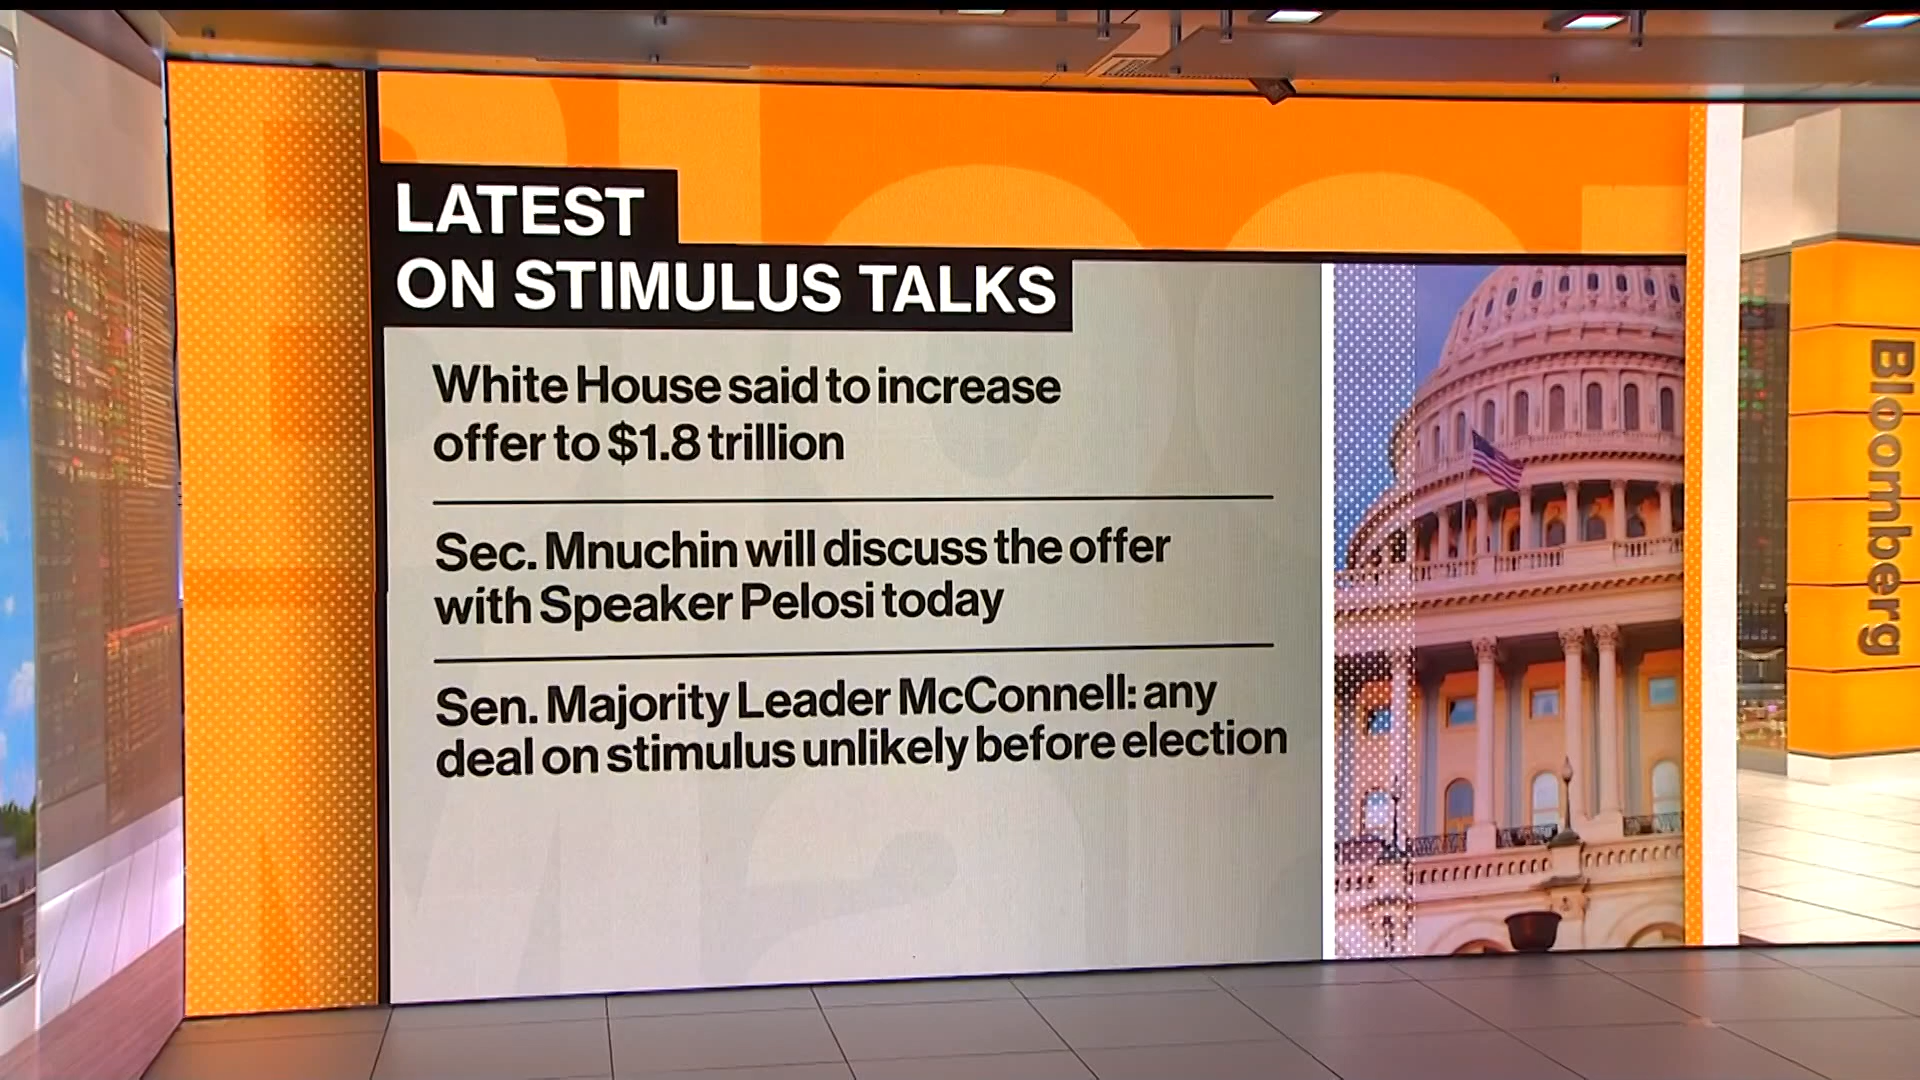 LATEST
ON STIMULUS TALKS
White House said to increase
offer to $1.8 trillion
Sec. Mnuchin will discuss the offer
with Speaker Pelosi today
Sen. Majority Leader McConnell: any
deal on stimulus unlikely before election
Bloomberg